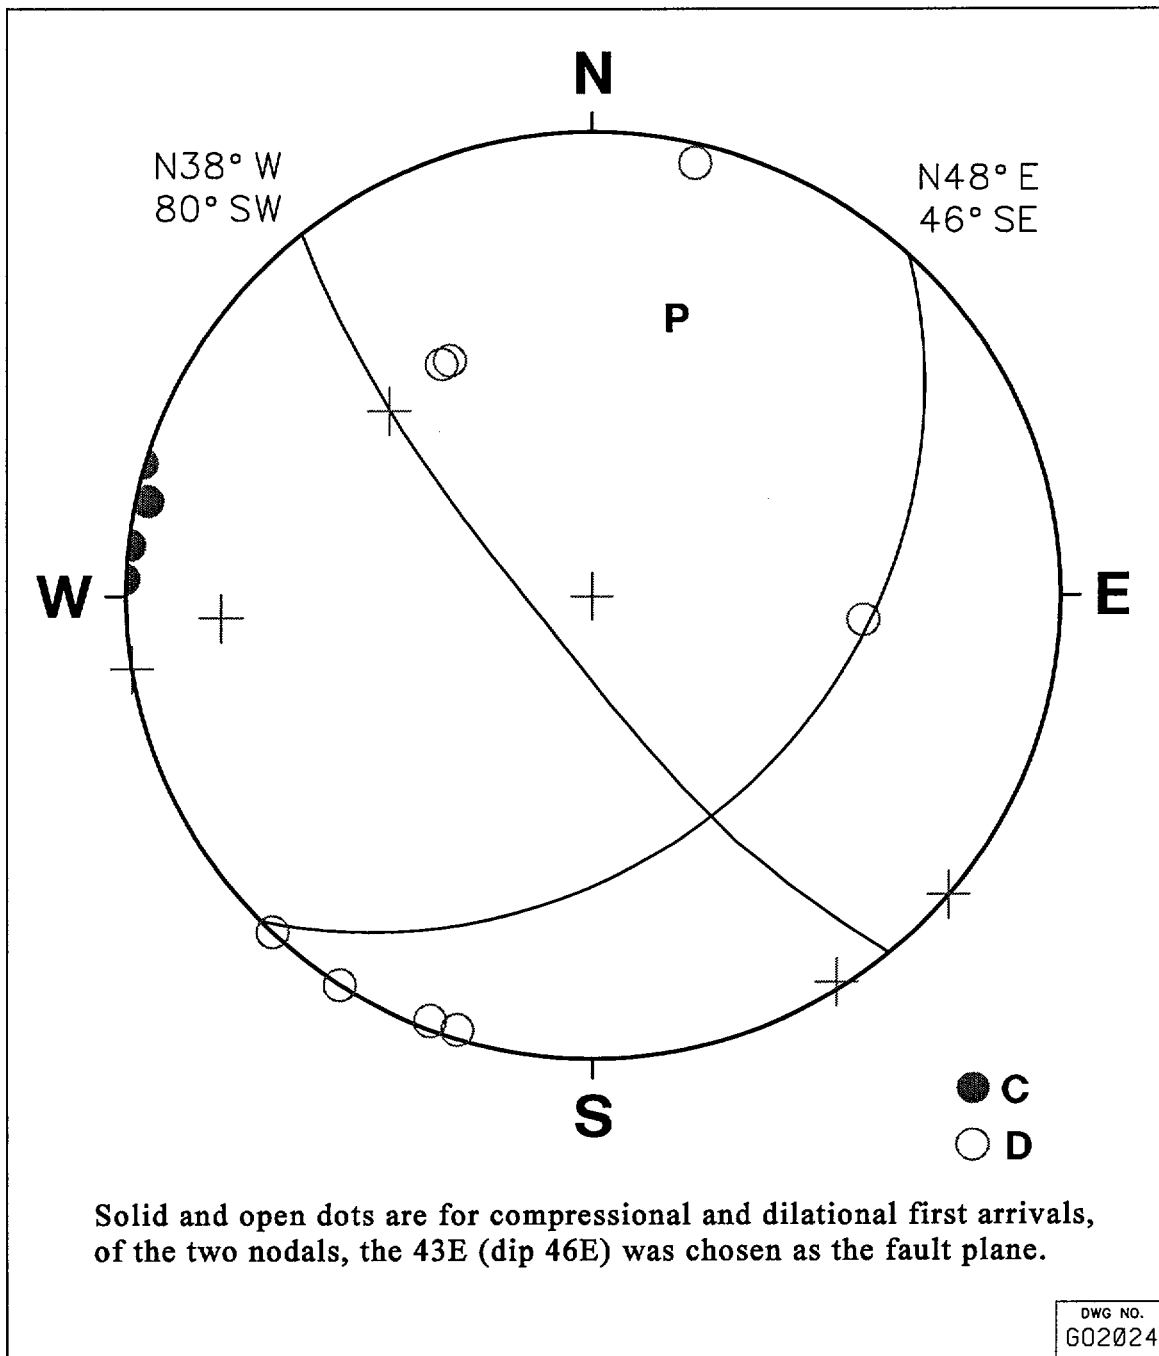 N
N38° W
80° SW
N48° E
46° SE
P
W
E
S
C
D
Solid and open dots are for compressional and dilational first arrivals,
of the two nodals, the 43E (dip 46E) was chosen as the fault plane.
DWG NO.
G02024